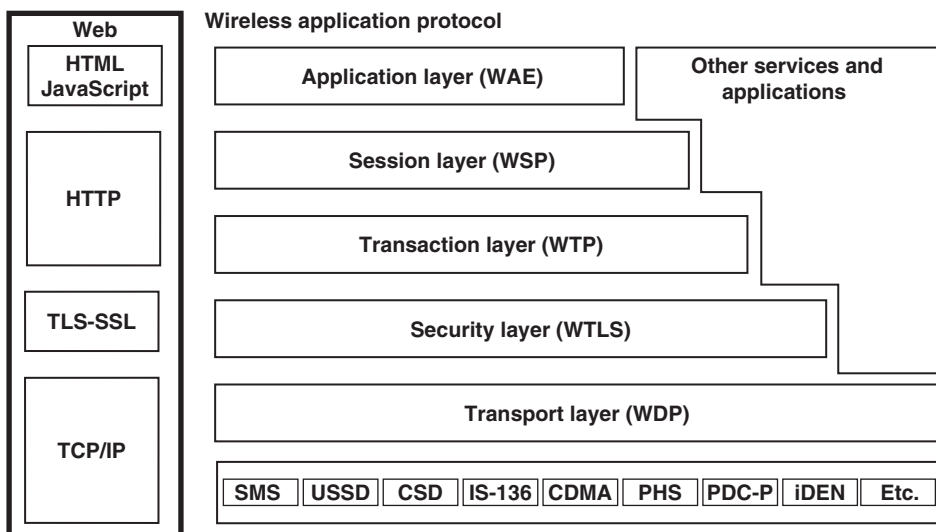 Web
HTML
JavaScript
HTTP
TLS-SSL
TCP/IP
Wireless application protocol
Application layer (WAE)
Other services and
applications
Session layer (WSP)
Transaction layer (WTP)
Security layer (WTLS)
Transport layer (WDP)
SMS USSD CSD IS-136 CDMA PHS PDC-P iDEN Etc.